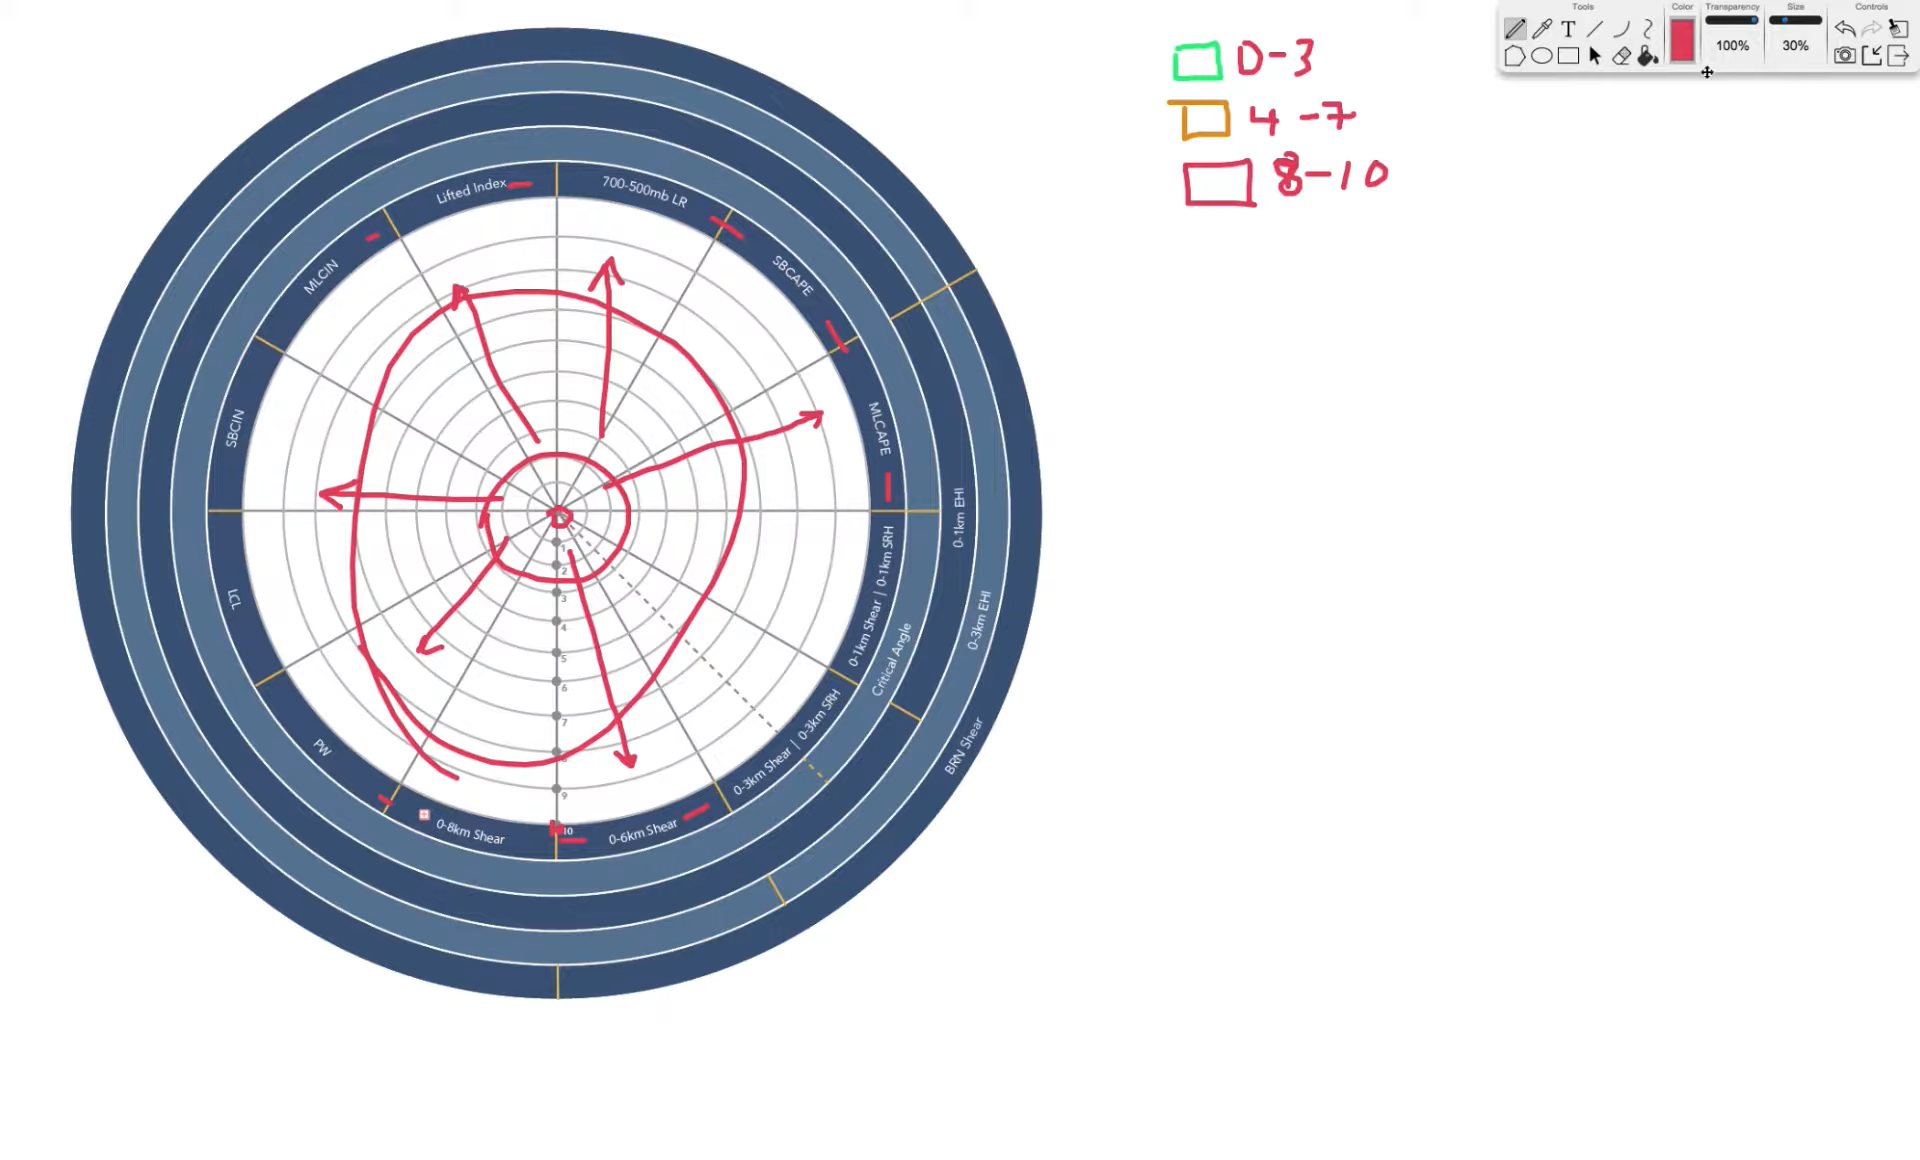 Tools
Color
Transparency
Size
Controls
T
100%
30%
0-3
4-7
8-10
Lifted Index
700-500mb LR
MLCIN
SBCAPE
SBCIN
MLCAPE
LCL
0-1km Shear | 0-1km SRH
0-1km EHI
PW
0-3km Shear | 0-3km SRH
Critical Angle
0-3km EHI
0-8km Shear
0-6km Shear
BRN Shear
1
2
3
4
5
6
7
9
10